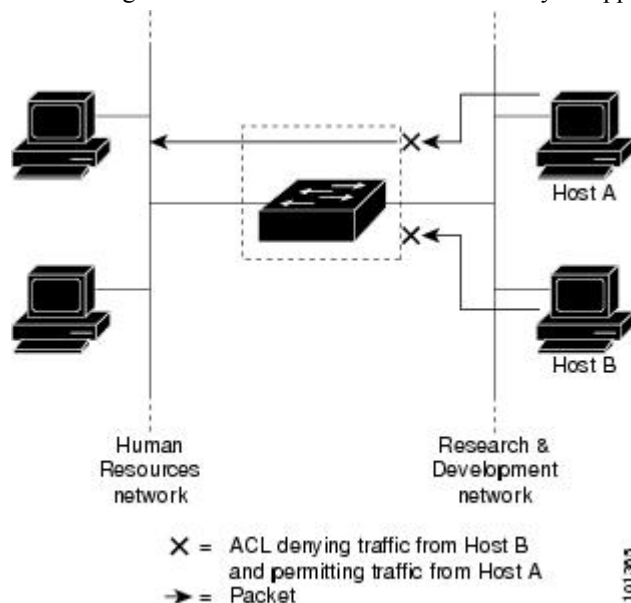 Host A
Host B
Human
Resources
network
Research &
Development
network
X = ACL denying traffic from Host B
and permitting traffic from Host A
= Packet
101365